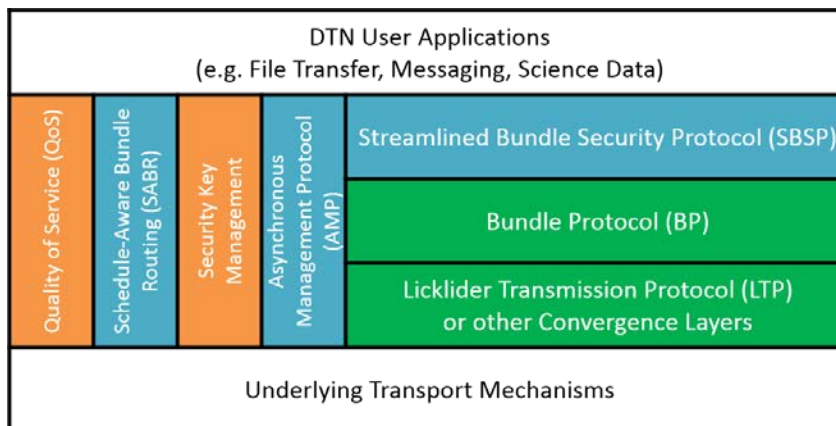 DTN User Applications
(e.g. File Transfer, Messaging, Science Data)
Quality of Service (QoS)
Schedule-Aware Bundle
Routing (SABR)
Security Key
Management
Asynchronous
Management Protocol
(AMP)
Streamlined Bundle Security Protocol (SBSP)
Bundle Protocol (BP)
Licklider Transmission Protocol (LTP)
or other Convergence Layers
Underlying Transport Mechanisms